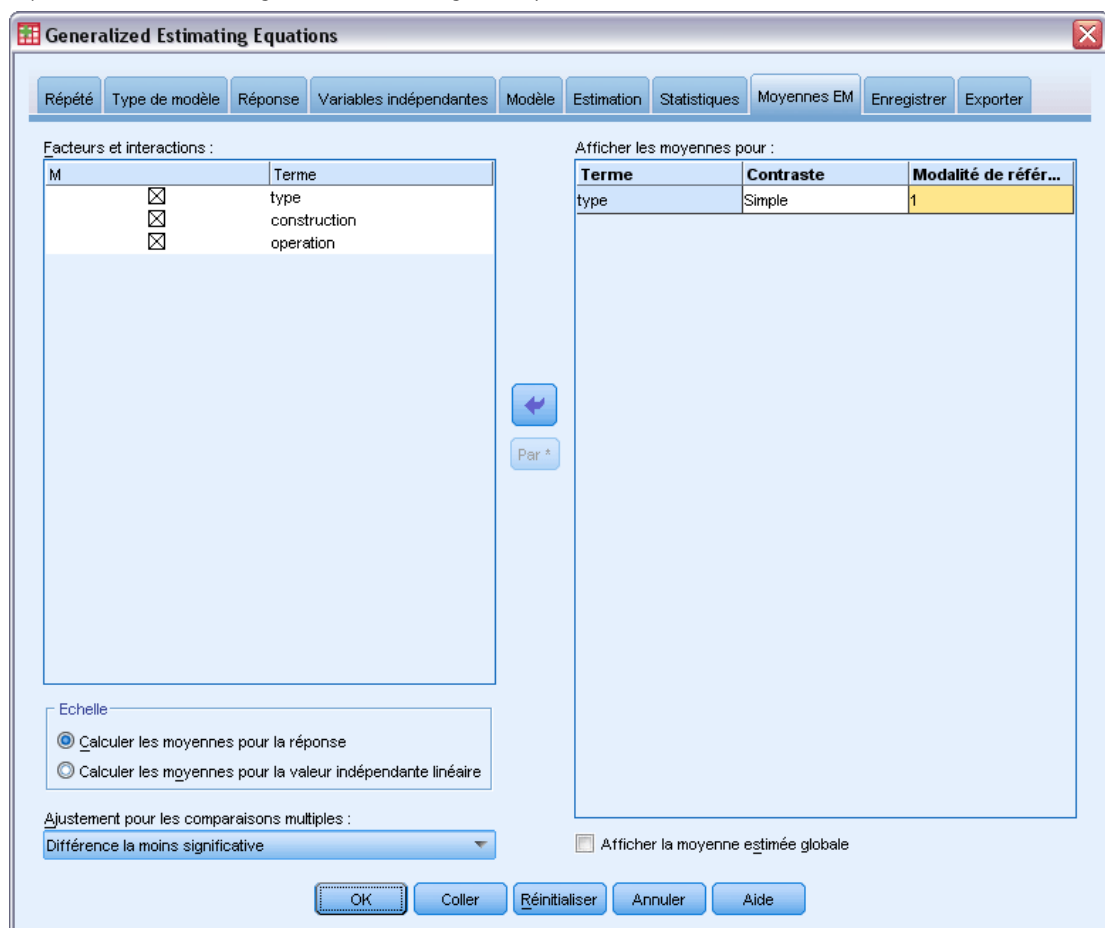 Generalized Estimating Equations
Répété Type de modèle Réponse Variables indépendantes Modèle Estimation Statistiques Moyennes EM Enregistrer Exporter
Facteurs et interactions :
M Terme
type
construction
operation
Afficher les moyennes pour :
Terme Contraste Modalité de référ...
type Simple 1
Par *
Echelle
Calculer les moyennes pour la réponse
Calculer les moyennes pour la valeur indépendante linéaire
Ajustement pour les comparaisons multiples :
Différence la moins significative
Afficher la moyenne estimée globale
OK Coller Réinitialiser Annuler Aide